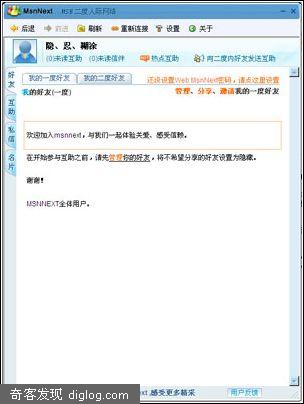 MsnNext MSN二度人际网络
后退 前进 刷新 重新连接 设置 关于
隐、忍、糊涂
(0)未读互助 (0)未读信件 热点互助 向二度内好友发送互助
好友
互助
私信
名片
我的一度好友 我的二度好友
还没设置Web MsnNext密码，请点这里设置
我的好友(一度) 管理、分享、邀请我的一度好友
欢迎加入msnnext，与我们一起体验关爱、感受信赖。
在开始参与互助之前，请先管理你的好友，将不希望分享的好友设置为隐藏。
谢谢！
MSNNEXT全体用户。
ext ,感受更多精采 用户反馈
奇客发现 diglog.com